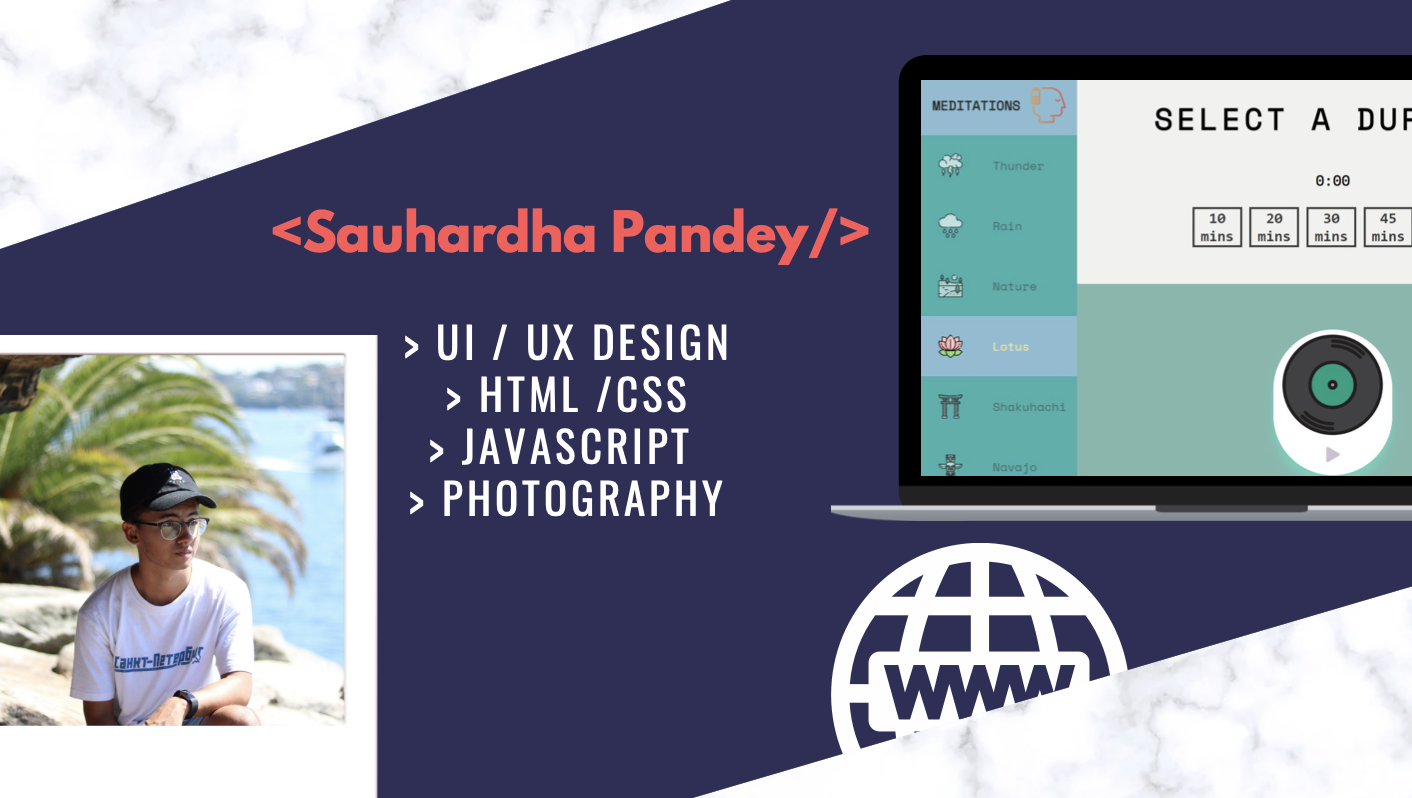 <Sauhardha Pandey/>
> UI / UX DESIGN
> HTML /CSS
> JAVASCRIPT
> PHOTOGRAPHY
Санкт-Петербург
MEDITATIONS
Thunder
Rain
Nature
Lotus
Shakuhachi
Navajo
SELECT A DUR
0:00
10 mins
20 mins
30 mins
45 mins
WWW